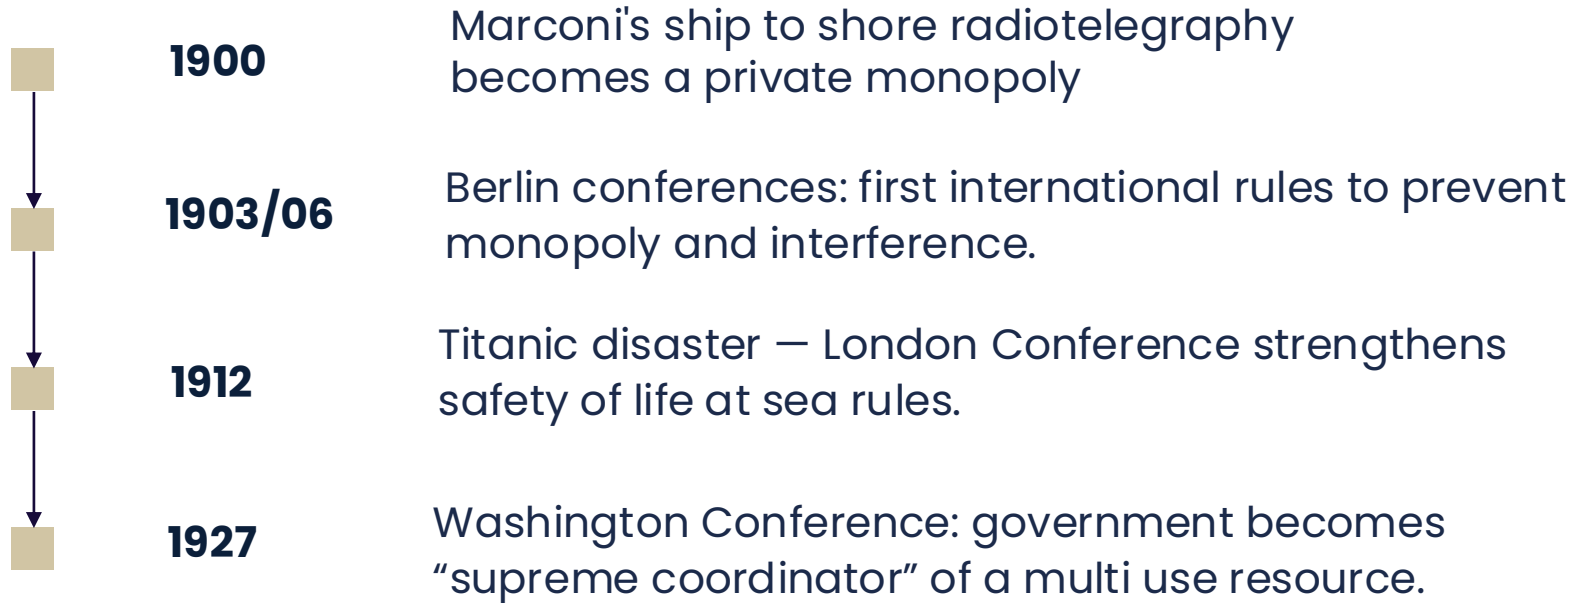 1900
Marconi's ship to shore radiotelegraphy
becomes a private monopoly
1903/06
Berlin conferences: first international rules to prevent
monopoly and interference.
1912
Titanic disaster — London Conference strengthens
safety of life at sea rules.
1927
Washington Conference: government becomes
“supreme coordinator” of a multi use resource.